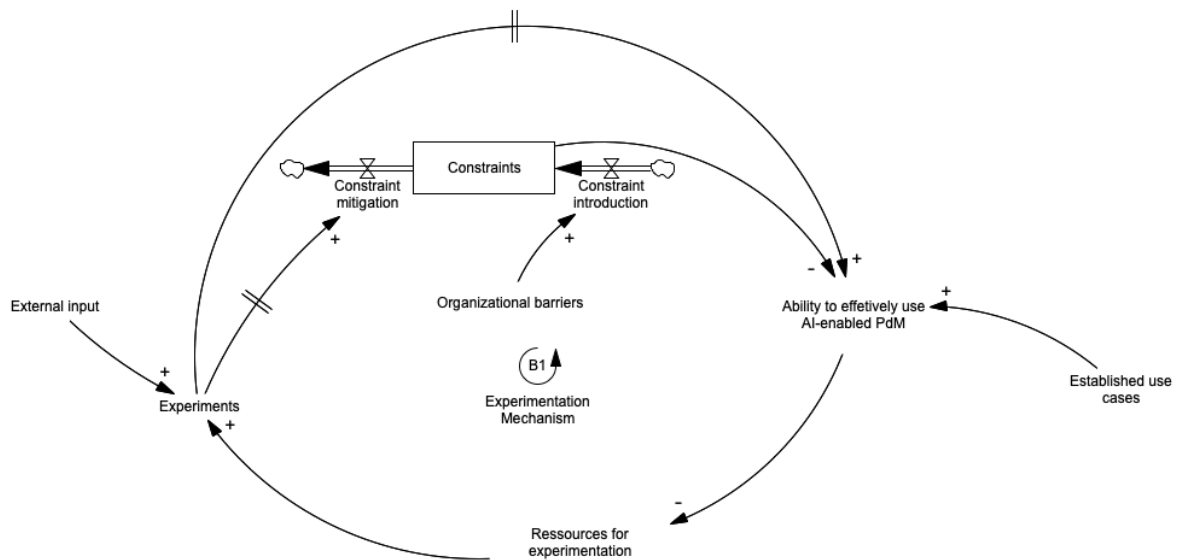 Constraints
Constraint
mitigation
Constraint
introduction
+
+
-
+
External input
Organizational barriers
Ability to effetively use
AI-enabled PdM
+
B1
Experimentation
Mechanism
+
Experiments
+
Established use
cases
-
Ressources for
experimentation